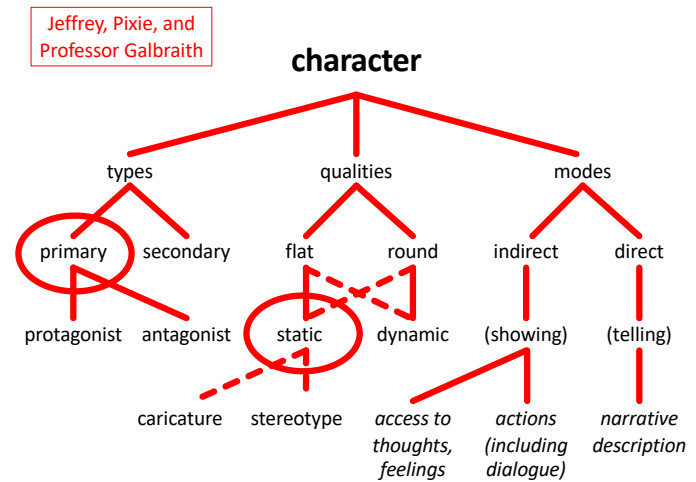 Jeffrey, Pixie, and
Professor Galbraith
character
types qualities modes
primary secondary flat round indirect direct
protagonist antagonist static dynamic (showing) (telling)
caricature stereotype access to actions narrative
thoughts, (including description
feelings dialogue)